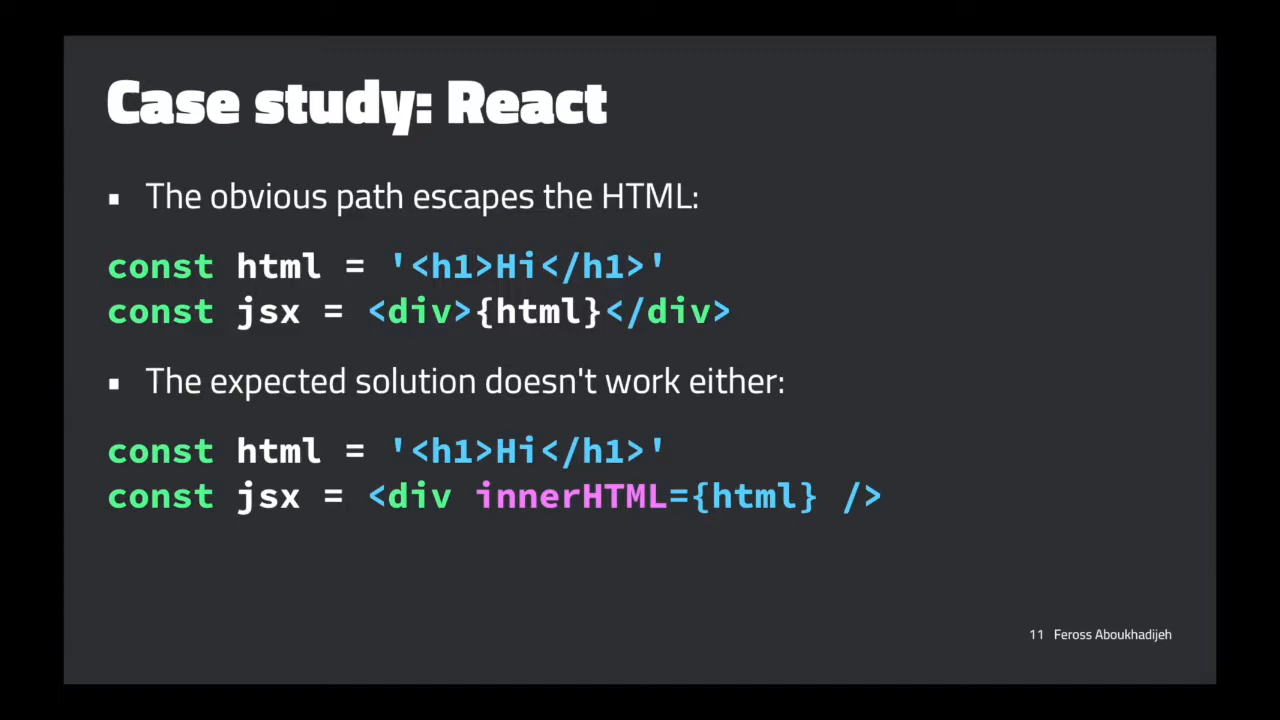 Case study: React
▪ The obvious path escapes the HTML:
const html = '<h1>Hi</h1>'
const jsx = <div>{html}</div>
▪ The expected solution doesn't work either:
const html = '<h1>Hi</h1>'
const jsx = <div innerHTML={html} />
11 Feross Aboukhadijeh